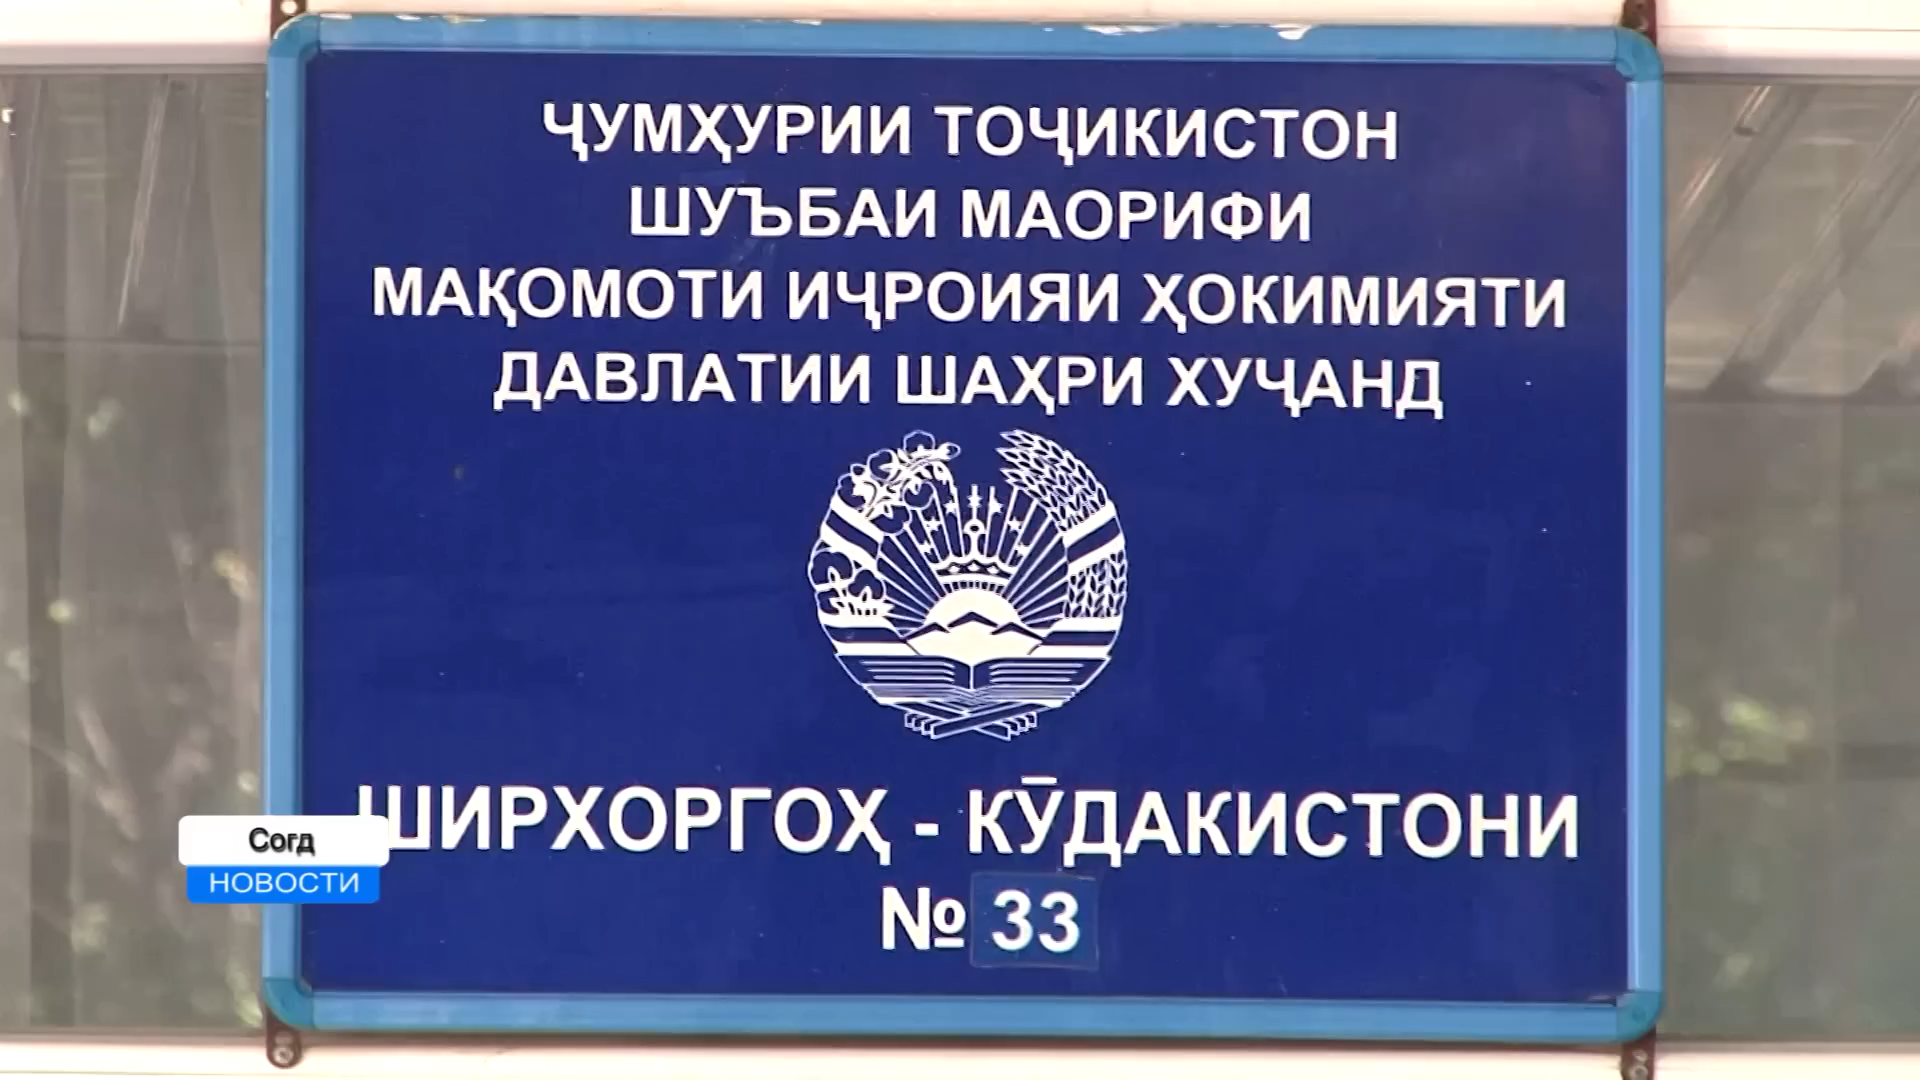 ҶУМҲУРИИ ТОҶИКИСТОН
ШУЪБАИ МАОРИФИ
МАҚОМОТИ ИҶРОИЯИ ҲОКИМИЯТИ
ДАВЛАТИИ ШАҲРИ ХУҶАНД
ШИРХОРГОҲ - КӮДАКИСТОНИ
№ 33
Согд
НОВОСТИ